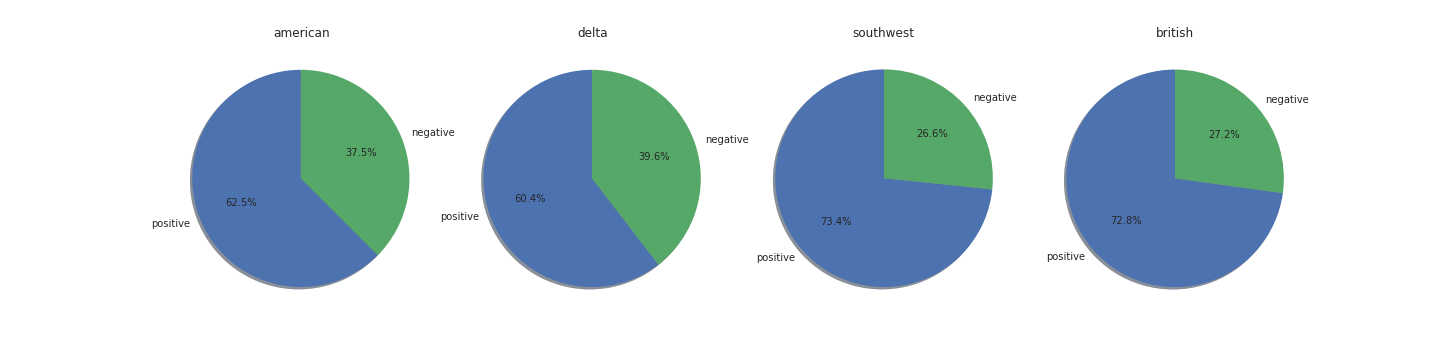 american
negative
37.5%
62.5%
positive
delta
negative
39.6%
60.4%
positive
southwest
negative
26.6%
73.4%
positive
british
negative
27.2%
72.8%
positive